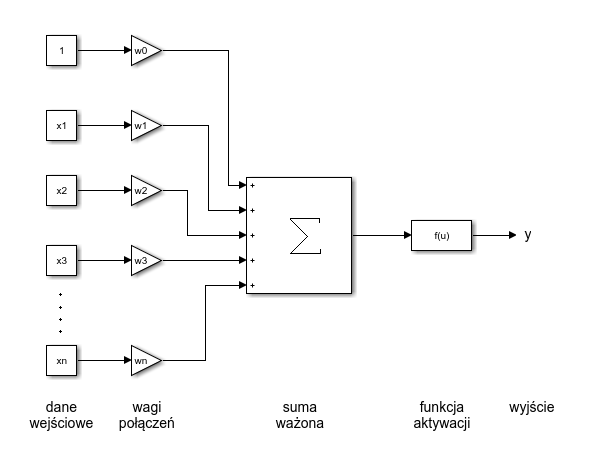 1 w0
x1 w1
x2 w2
x3 w3
xn wn
+
+
+
+
+
Σ
f(u)
y
dane
wejściowe
wagi
połączeń
suma
ważona
funkcja
aktywacji
wyjście